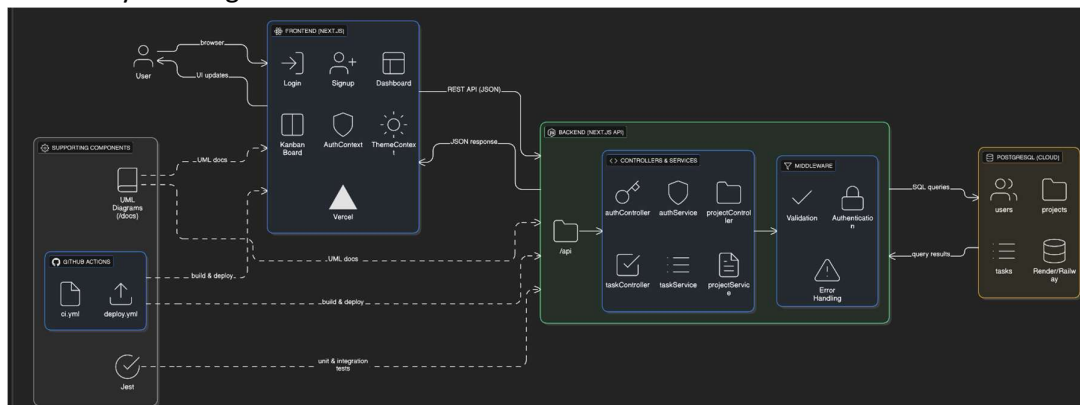 FRONTEND (NEXT.JS)
browser
User
UI updates
Login
Signup
Dashboard
Kanban
Board
AuthContext
ThemeContex
t
Vercel
REST API (JSON)
JSON response
SUPPORTING COMPONENTS
UML
Diagrams
(/docs)
UML docs
UML docs
GITHUB ACTIONS
ci.yml
deploy.yml
build & deploy
build & deploy
Jest
unit & integration
tests
BACKEND (NEXT.JS API)
/api
CONTROLLERS & SERVICES
authController
authService
projectControl
ler
taskController
taskService
projectServic
e
MIDDLEWARE
Validation
Authenticatio
n
Error
Handling
SQL queries
query results
POSTGRESQL (CLOUD)
users
projects
tasks
Render/Railw
ay